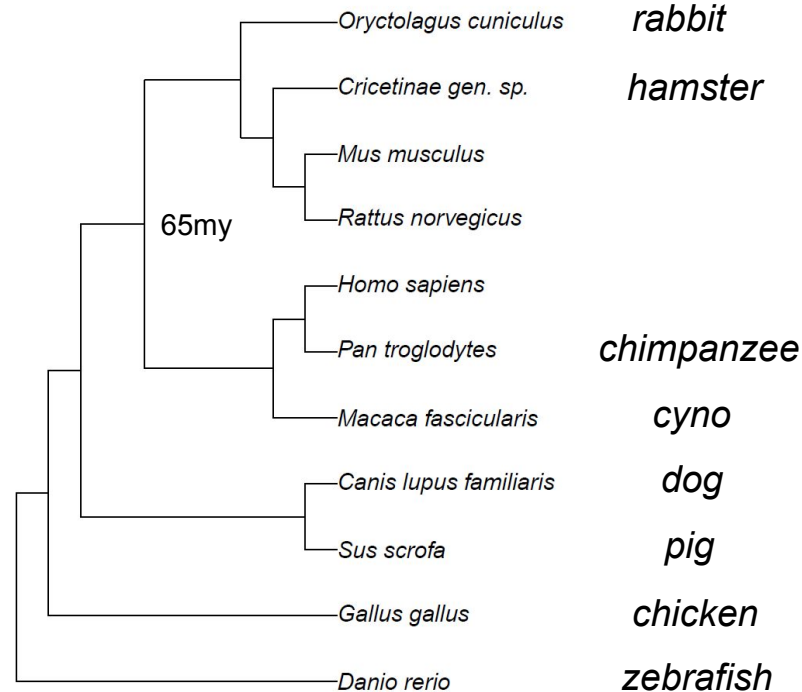 Oryctolagus cuniculus rabbit
Cricetinae gen. sp. hamster
Mus musculus
Rattus norvegicus
65my
Homo sapiens
Pan troglodytes chimpanzee
Macaca fascicularis cyno
Canis lupus familiaris dog
Sus scrofa pig
Gallus gallus chicken
Danio rerio zebrafish